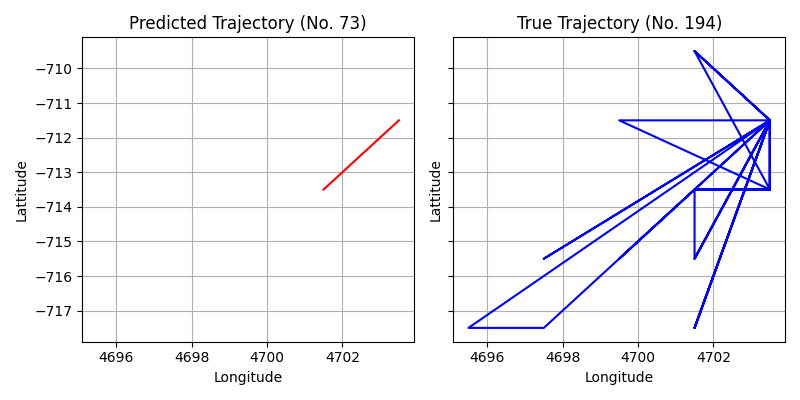 Predicted Trajectory (No. 73)
True Trajectory (No. 194)
Lattitude
−710
−711
−712
−713
−714
−715
−716
−717
4696
4698
4700
4702
Longitude
Lattitude
4696
4698
4700
4702
Longitude